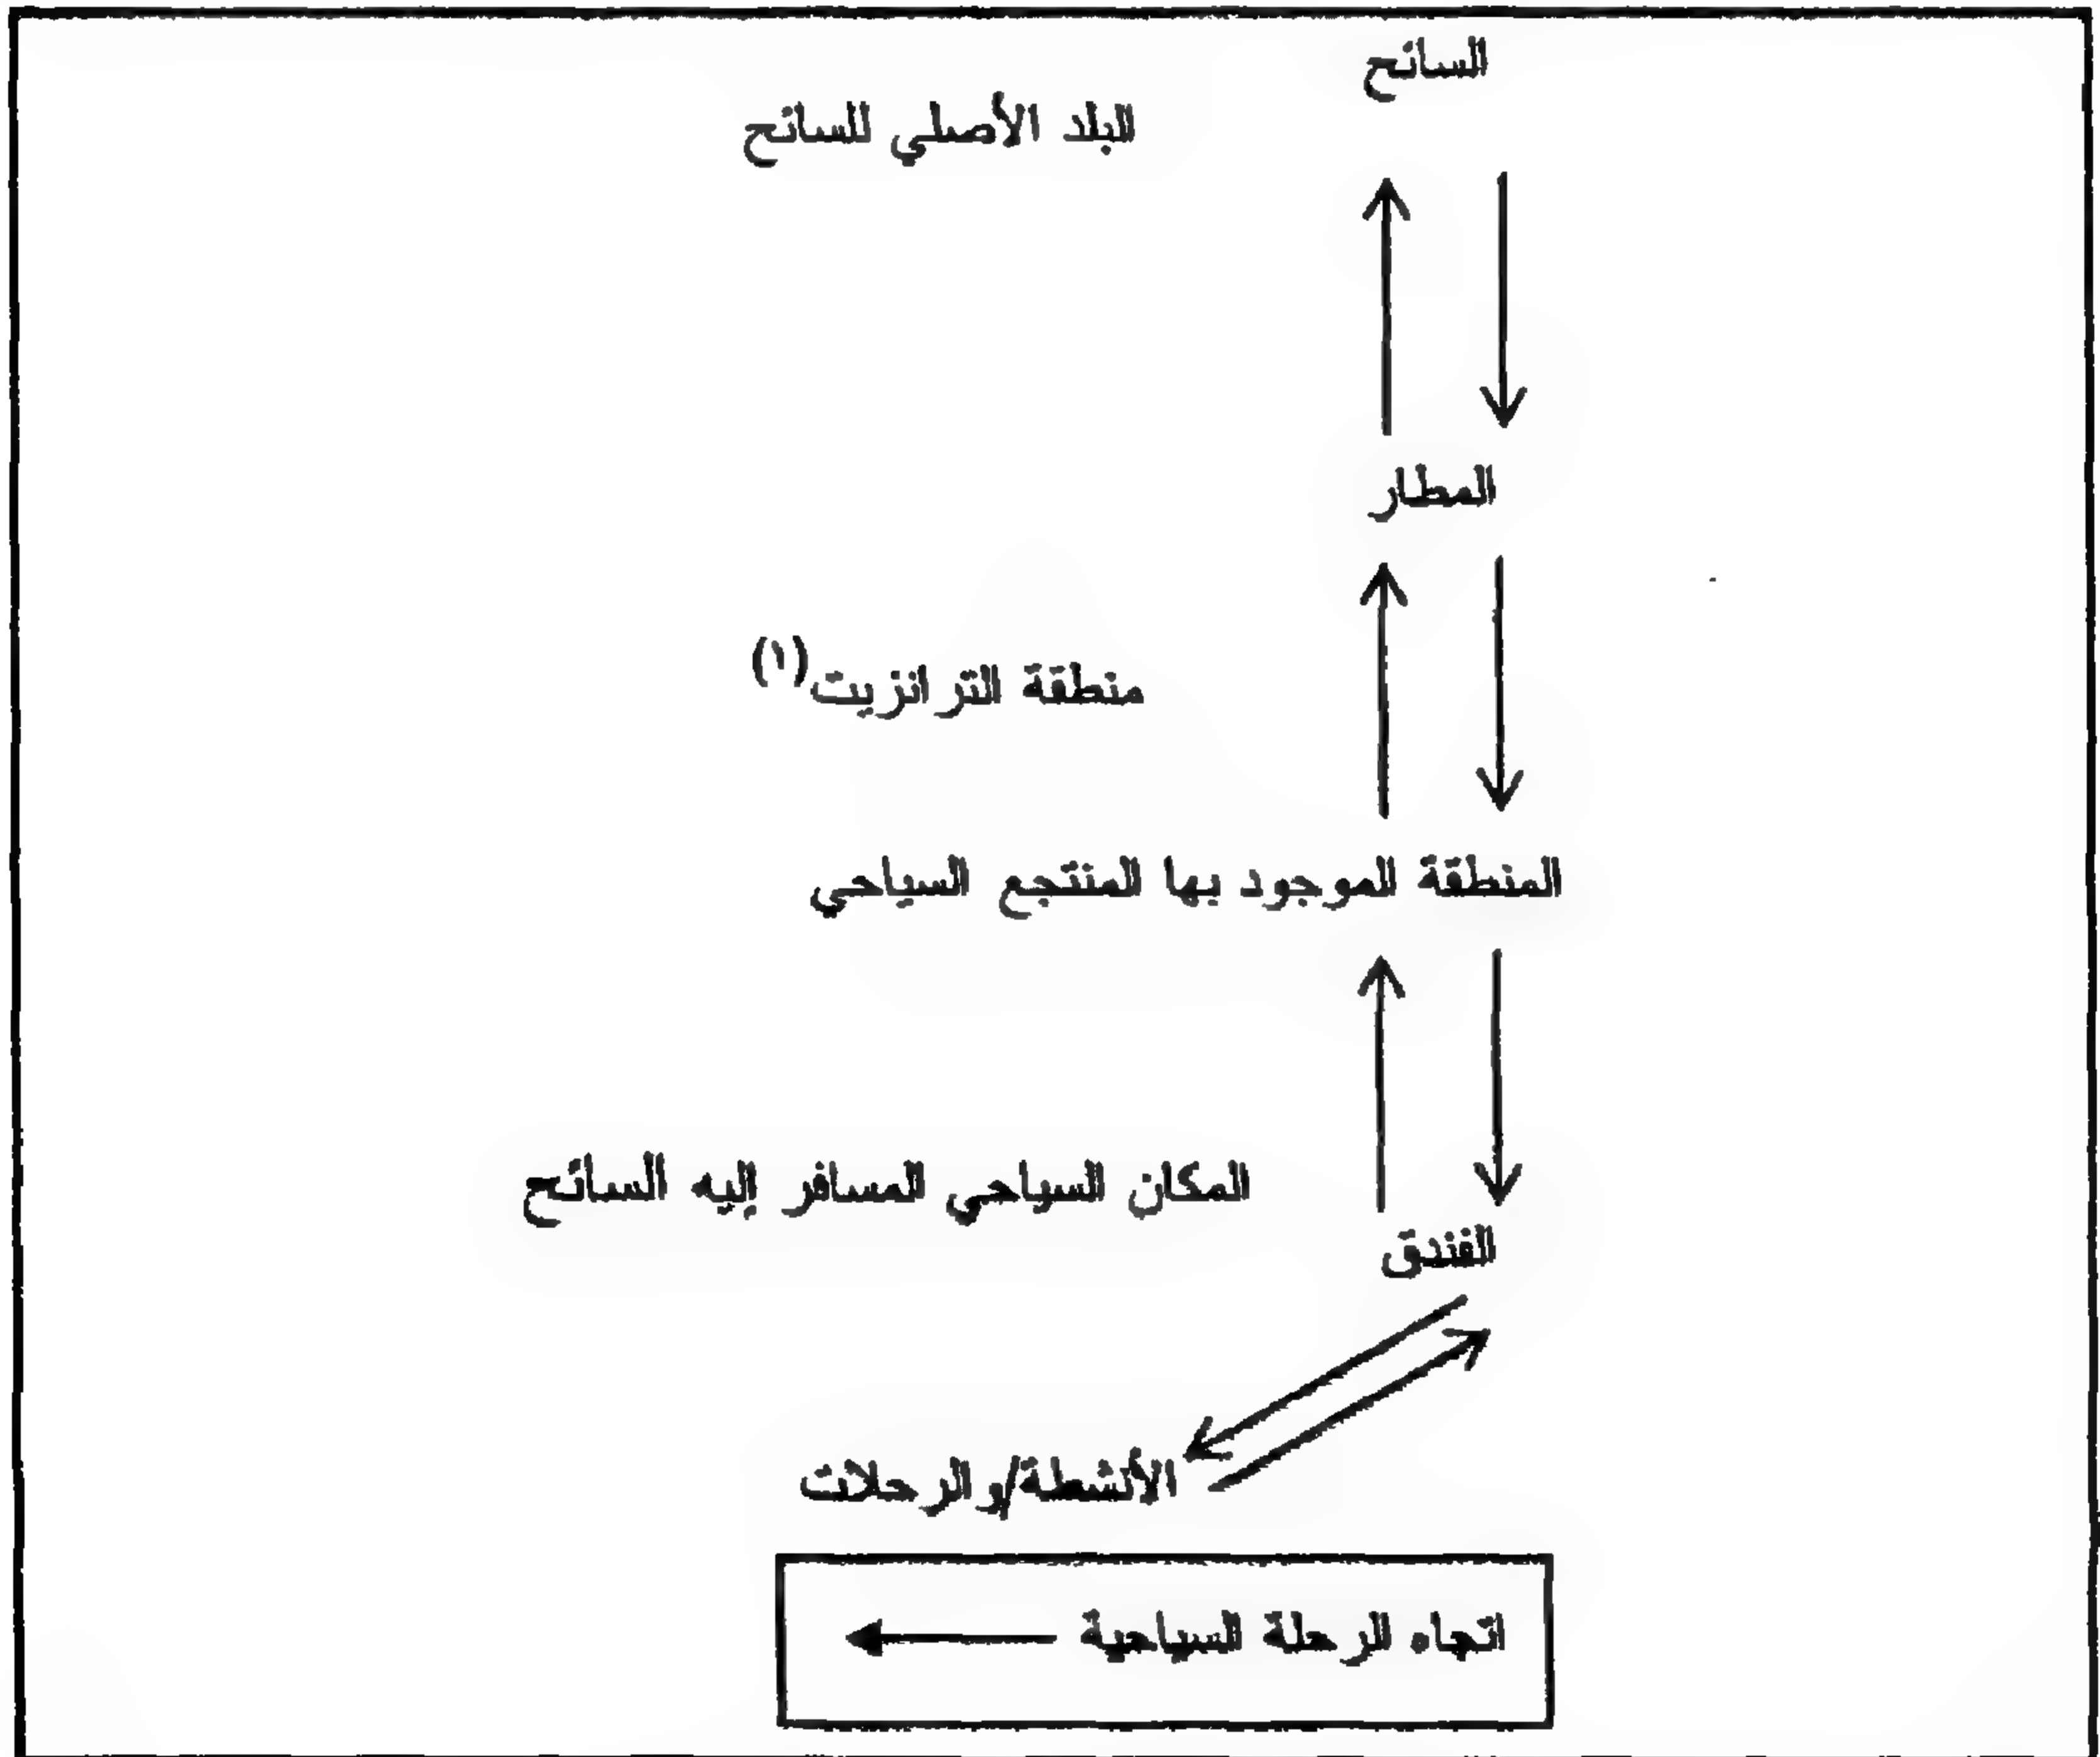 السائح
البلد الأصلي للسائح
المطار
منطقة الترانزيت(١)
المنطقة الموجود بها المنتجع السياحي
المكان السياحي المسافر إليه السائح
الفندق
الأنشطة/والرحلات
اتجاه الرحلة السياحية